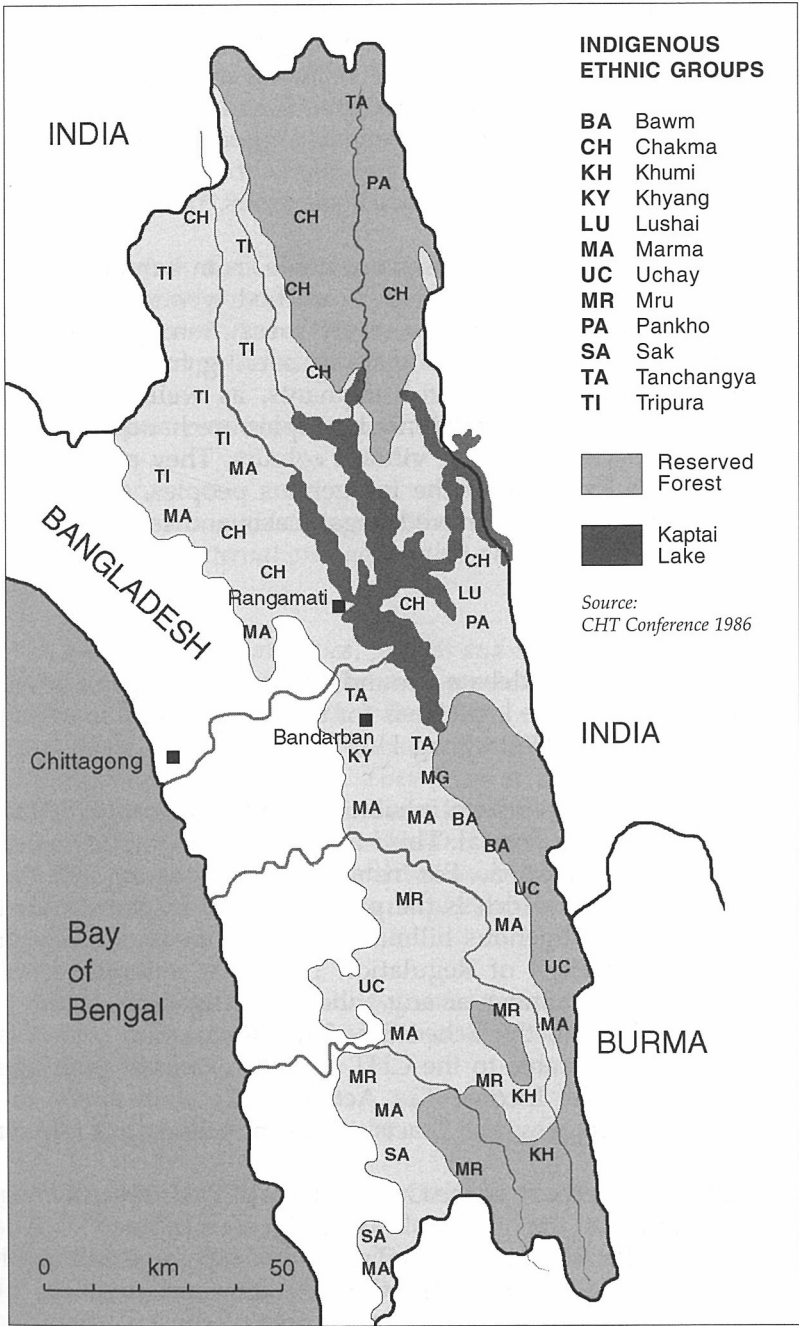 INDIGENOUS
ETHNIC GROUPS
BA Bawm
CH Chakma
KH Khumi
KY Khyang
LU Lushai
MA Marma
UC Uchay
MR Mru
PA Pankho
SA Sak
TA Tanchangya
TI Tripura
Reserved
Forest
Kaptai
Lake
Source:
CHT Conference 1986
INDIA
TA
PA
CH
CH
TI
TI
CH
CH
TI
CH
TI
TI
MA
TI
MA
CH
BANGLADESH
CH
CH
LU
Rangamati
CH
PA
MA
TA
Bandarban
INDIA
Chittagong
KY
TA
MG
MA
MA
BA
BA
UC
MR
MA
Bay
of
Bengal
UC
UC
MR
MA
MA
BURMA
MR
MR
KH
MA
SA
KH
MR
SA
MA
0 km 50